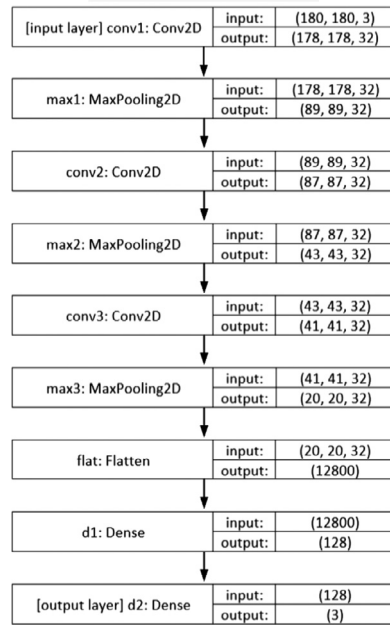 [input layer] conv1: Conv2D input: (180, 180, 3)
output: (178, 178, 32)
max1: MaxPooling2D input: (178, 178, 32)
output: (89, 89, 32)
conv2: Conv2D input: (89, 89, 32)
output: (87, 87, 32)
max2: MaxPooling2D input: (87, 87, 32)
output: (43, 43, 32)
conv3: Conv2D input: (43, 43, 32)
output: (41, 41, 32)
max3: MaxPooling2D input: (41, 41, 32)
output: (20, 20, 32)
flat: Flatten input: (20, 20, 32)
output: (12800)
d1: Dense input: (12800)
output: (128)
[output layer] d2: Dense input: (128)
output: (3)